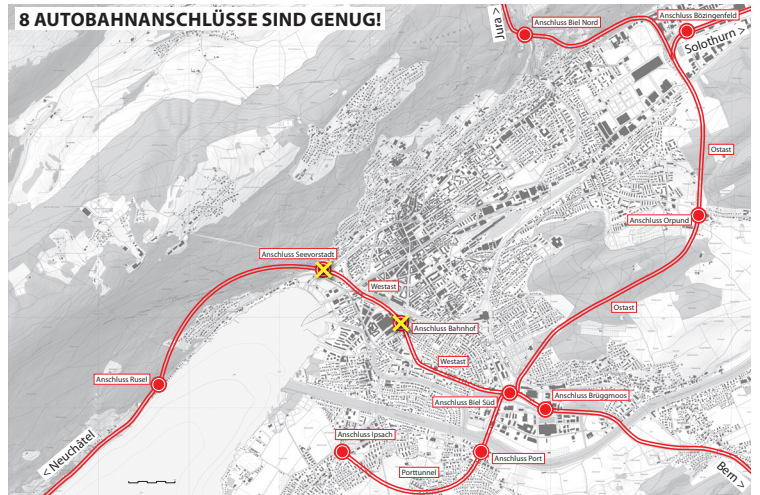 8 AUTOBAHNANSCHLÜSSE SIND GENUG!
Jura <
Anschluss Biel Nord
Anschluss Bözingenfeld
Solothurn >
Ostast
Anschluss Orpund
Anschluss Seevorstadt
Westast
Ostast
Anschluss Bahnhof
Westast
Anschluss Rusel
Anschluss Biel Süd
Anschluss Brüggmoos
Anschluss Ipsach
< Neuchâtel
Anschluss Port
Porttunnel
Bern >